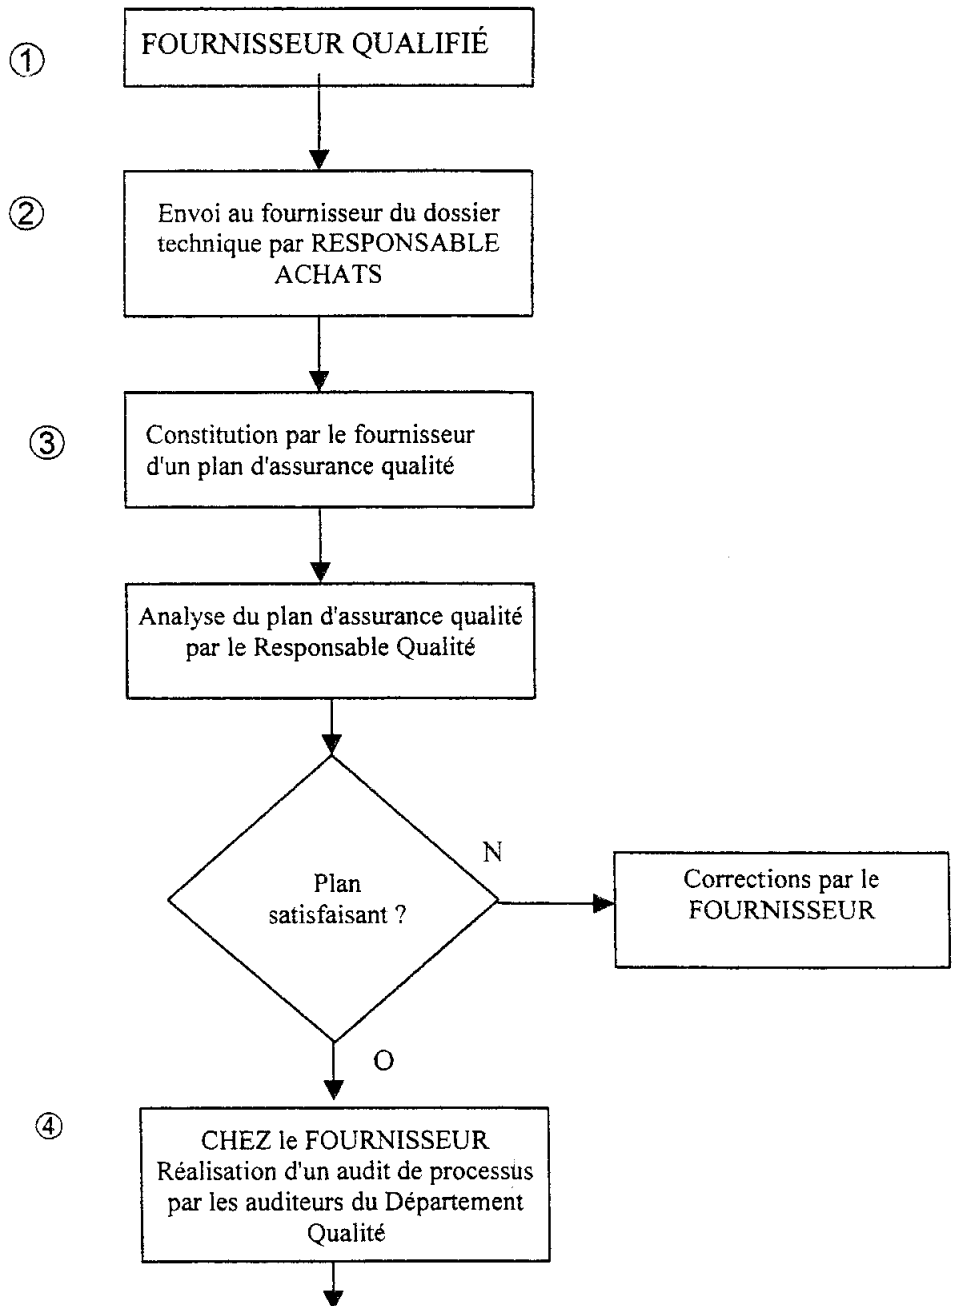 ①
FOURNISSEUR QUALIFIÉ
②
Envoi au fournisseur du dossier
technique par RESPONSABLE
ACHATS
③
Constitution par le fournisseur
d'un plan d'assurance qualité
Analyse du plan d'assurance qualité
par le Responsable Qualité
Plan
satisfaisant ?
N
Corrections par le
FOURNISSEUR
O
④
CHEZ le FOURNISSEUR
Réalisation d'un audit de processus
par les auditeurs du Département
Qualité